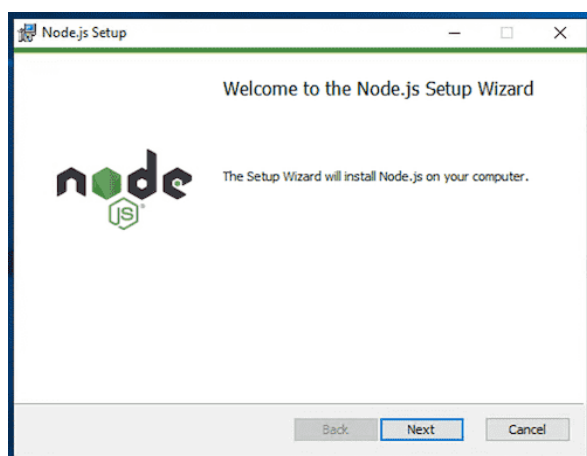 Node.js Setup
Welcome to the Node.js Setup Wizard
The Setup Wizard will install Node.js on your computer.
node
JS®
Back
Next
Cancel